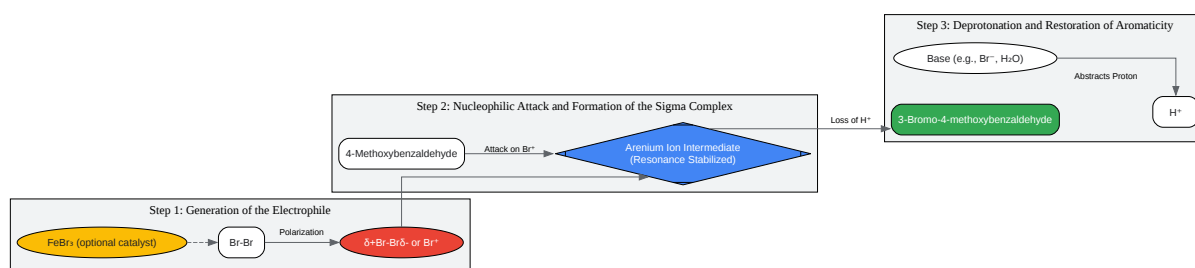 Step 3: Deprotonation and Restoration of Aromaticity
Base (e.g., Br⁻, H₂O)
Abstracts Proton
H⁺
3-Bromo-4-methoxybenzaldehyde
Loss of H⁺
Step 2: Nucleophilic Attack and Formation of the Sigma Complex
4-Methoxybenzaldehyde
Attack on Br⁺
Arenium Ion Intermediate
(Resonance Stabilized)
Step 1: Generation of the Electrophile
FeBr₃ (optional catalyst)
Br-Br
Polarization
δ+Br-Brδ- or Br⁺